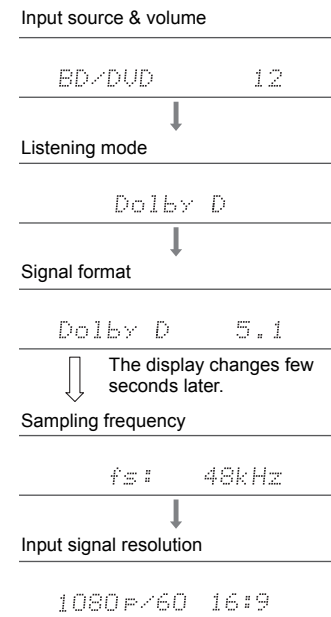 Input source & volume
BD/DVD 12
Listening mode
Dolby D
Signal format
Dolby D 5.1
The display changes few
seconds later.
Sampling frequency
fs: 48kHz
Input signal resolution
1080p/60 16:9